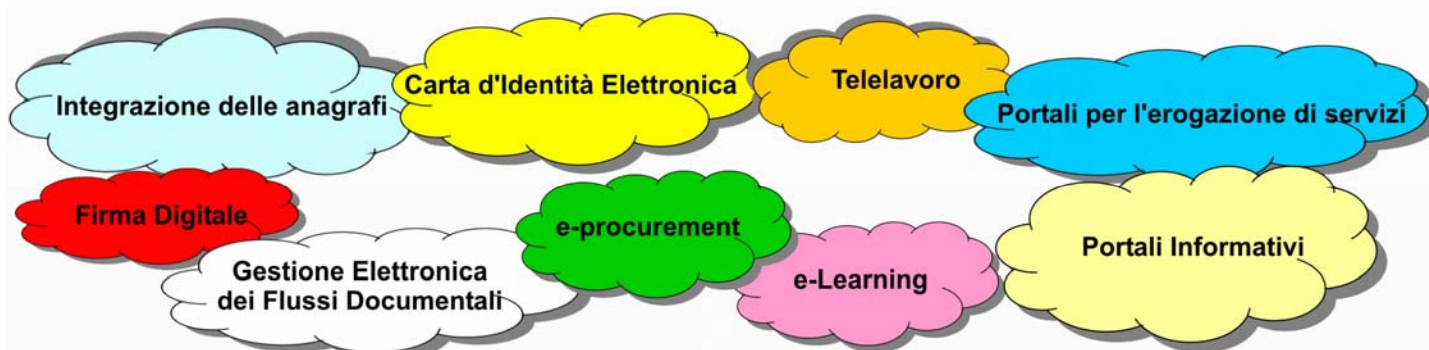 Integrazione delle anagrafi
Carta d'Identità Elettronica
Telelavoro
Portali per l'erogazione di servizi
Firma Digitale
Gestione Elettronica
dei Flussi Documentali
e-procurement
e-Learning
Portali Informativi